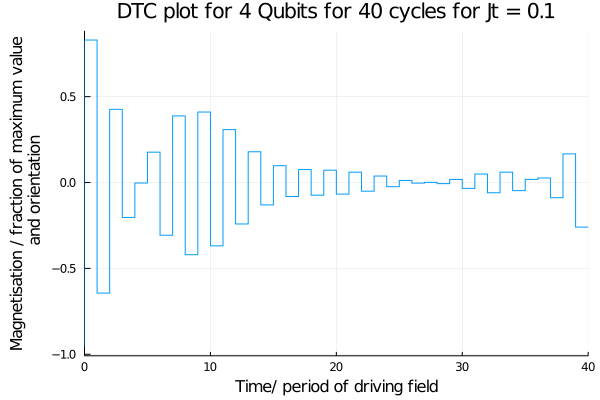 DTC plot for 4 Qubits for 40 cycles for Jt = 0.1
Magnetisation / fraction of maximum value
and orientation
0.5
0.0
−0.5
−1.0
0
10
20
30
40
Time/ period of driving field